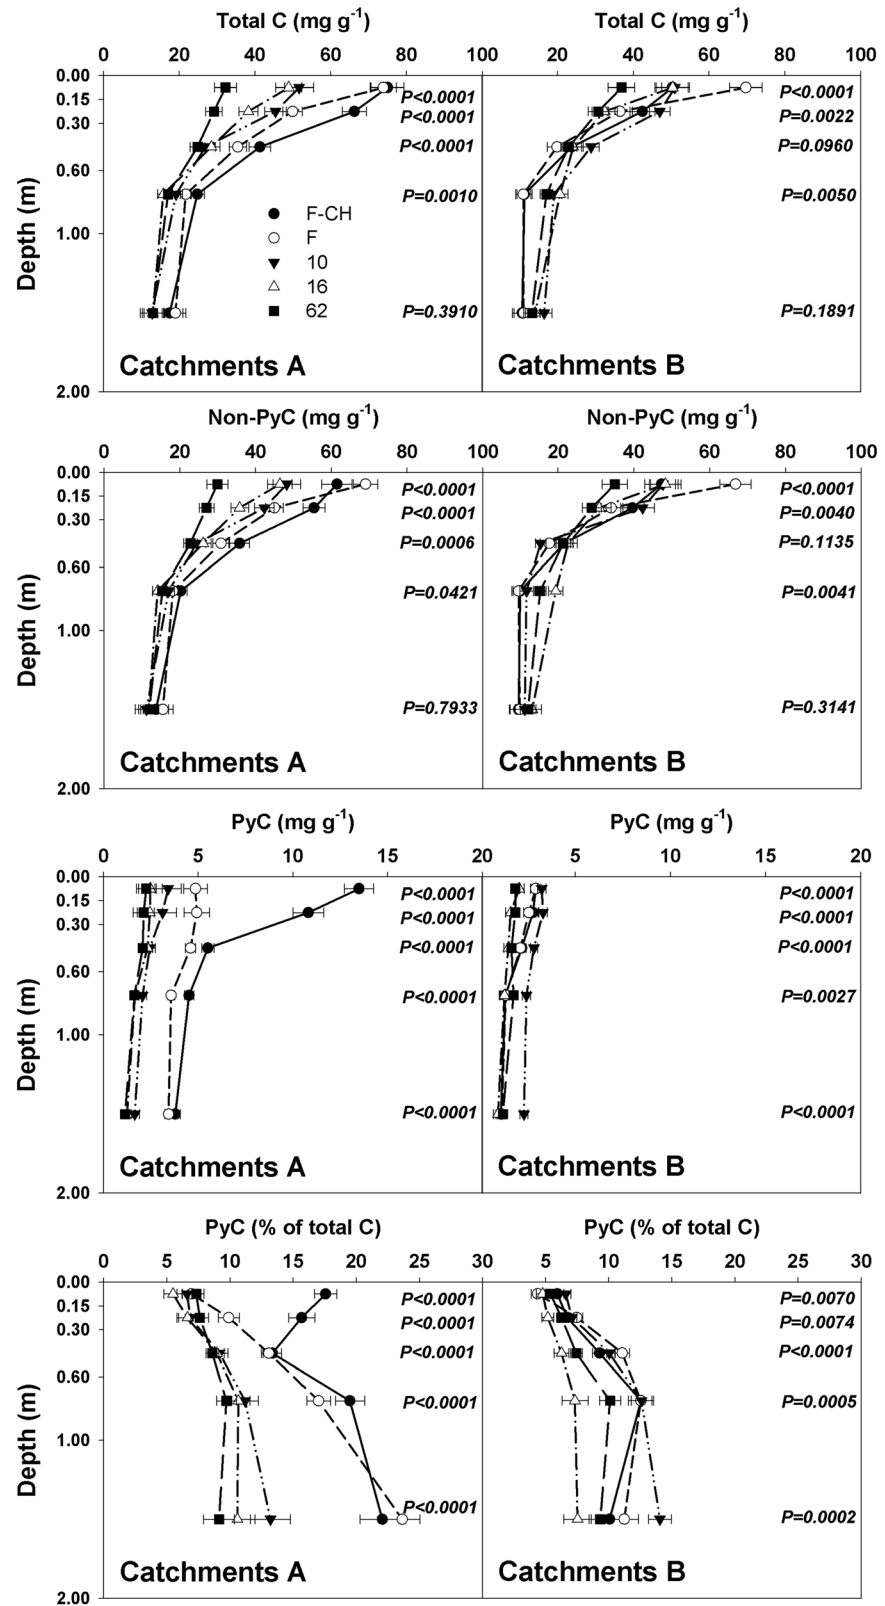 Total C (mg g-1) Total C (mg g-1)
0 20 40 60 80 100 20 40 60 80 100
0.00
0.15
0.30
0.60
1.00
2.00
Depth (m)
P<0.0001
P<0.0001
P<0.0001
P=0.0010
P=0.3910
F-CH
F
10
16
62
Catchments A
P<0.0001
P=0.0022
P=0.0960
P=0.0050
P=0.1891
Catchments B
Non-PyC (mg g-1) Non-PyC (mg g-1)
0 20 40 60 80 100 20 40 60 80 100
0.00
0.15
0.30
0.60
1.00
2.00
Depth (m)
P<0.0001
P<0.0001
P=0.0006
P=0.0421
P=0.7933
Catchments A
P<0.0001
P=0.0040
P=0.1135
P=0.0041
P=0.3141
Catchments B
PyC (mg g-1) PyC (mg g-1)
0 5 10 15 20 5 10 15 20
0.00
0.15
0.30
0.60
1.00
2.00
Depth (m)
P<0.0001
P<0.0001
P<0.0001
P<0.0001
P<0.0001
Catchments A
P<0.0001
P<0.0001
P<0.0001
P=0.0027
P<0.0001
Catchments B
PyC (% of total C) PyC (% of total C)
0 5 10 15 20 25 30 5 10 15 20 25 30
0.00
0.15
0.30
0.60
1.00
2.00
Depth (m)
P<0.0001
P<0.0001
P<0.0001
P<0.0001
P<0.0001
Catchments A
P=0.0070
P=0.0074
P<0.0001
P=0.0005
P=0.0002
Catchments B